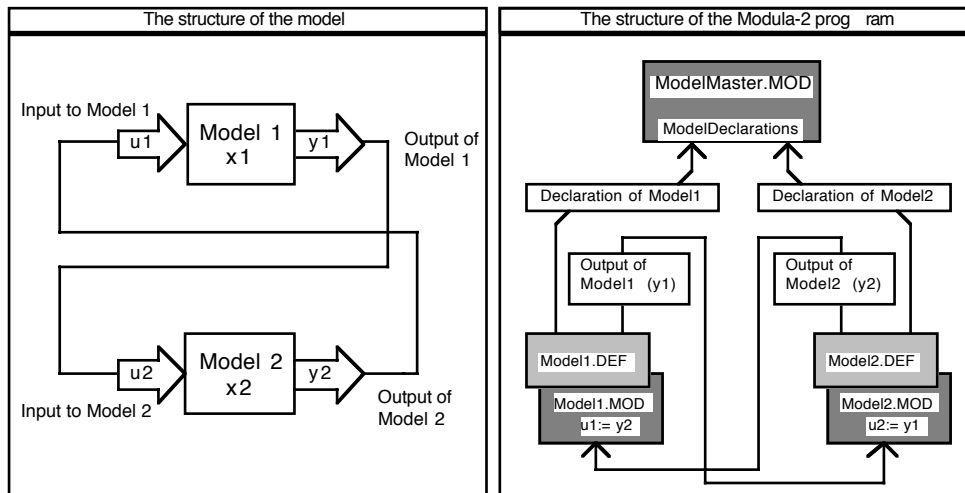 The structure of the model
Input to Model 1
u1
Model 1
x1
y1
Output of
Model 1
u2
Model 2
x2
y2
Input to Model 2
Output of
Model 2
The structure of the Modula-2 prog ram
ModelMaster.MOD
ModelDeclarations
Declaration of Model1
Declaration of Model2
Output of
Model1 (y1)
Output of
Model2 (y2)
Model1.DEF
Model2.DEF
Model1.MOD
u1:= y2
Model2.MOD
u2:= y1